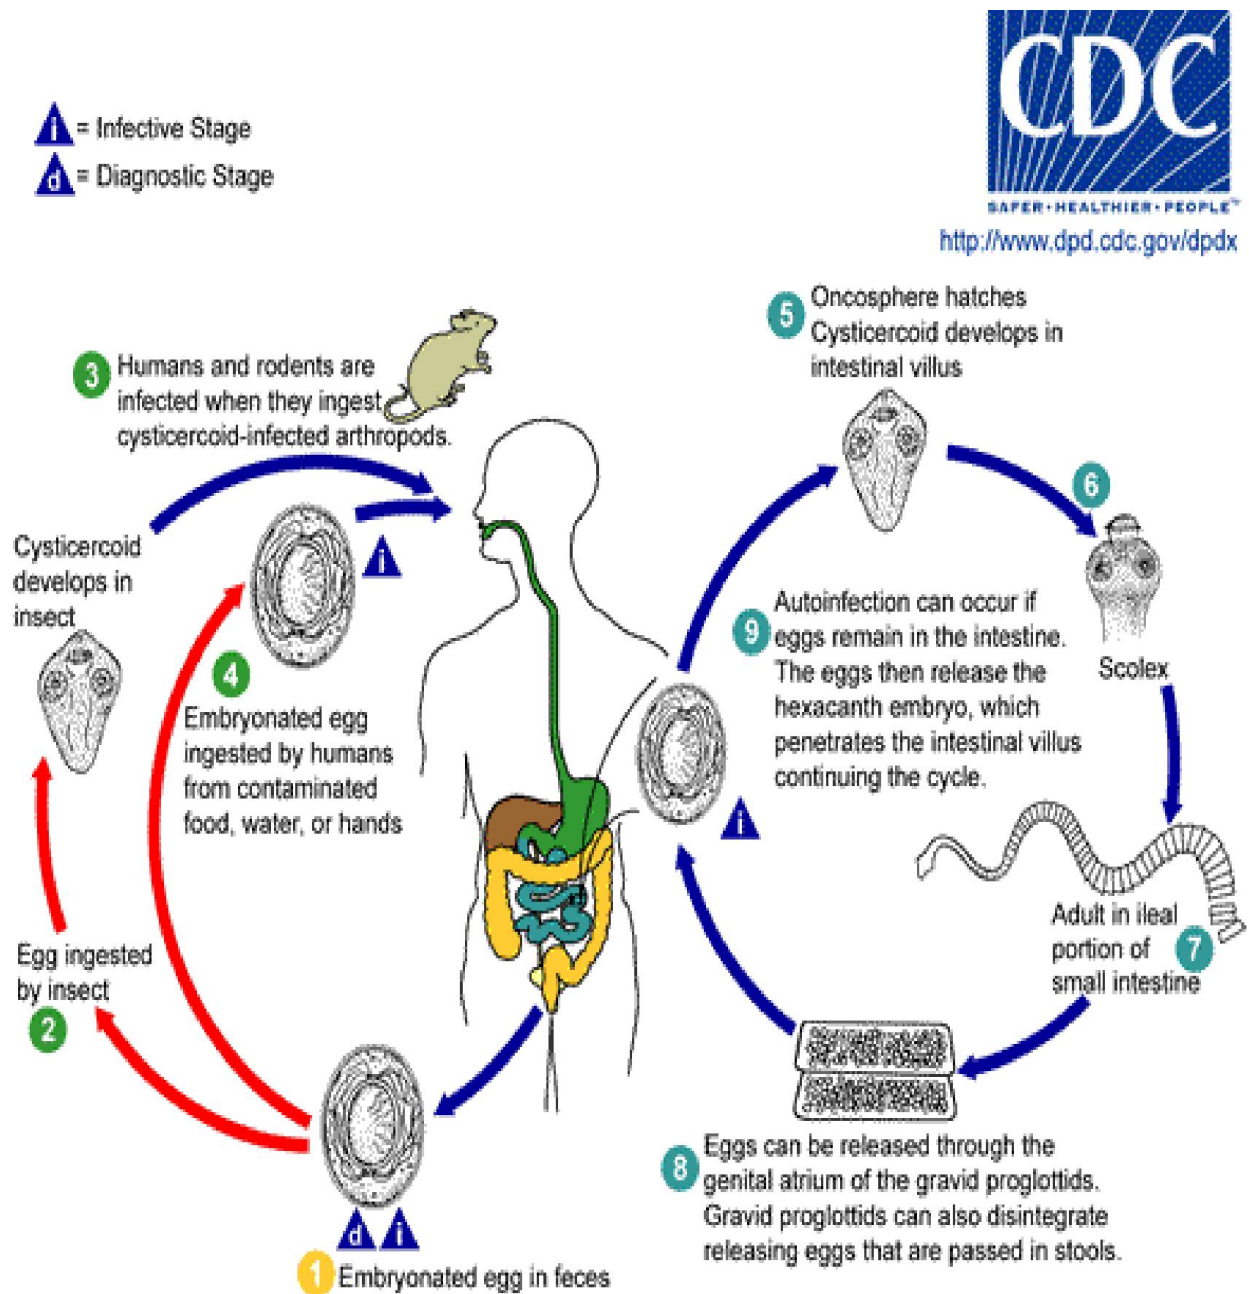 CDC
SAFER•HEALTHIER•PEOPLE™
http://www.dpd.cdc.gov/dpdx
i = Infective Stage
d = Diagnostic Stage
3 Humans and rodents are
infected when they ingest
cysticercoid-infected arthropods.
5 Oncosphere hatches
Cysticercoid develops in
intestinal villus
6
Scolex
Cysticercoid
develops in
insect
i
4
Embryonated egg
ingested by humans
from contaminated
food, water, or hands
9 Autoinfection can occur if
eggs remain in the intestine.
The eggs then release the
hexacanth embryo, which
penetrates the intestinal villus
continuing the cycle.
i
Adult in ileal
portion of
small intestine
7
Egg ingested
by insect
2
8 Eggs can be released through the
genital atrium of the gravid proglottids.
Gravid proglottids can also disintegrate
releasing eggs that are passed in stools.
d i
1 Embryonated egg in feces